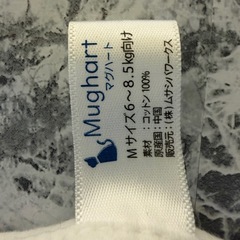 Mughart
マグハート
Mサイズ6～8.5kg向け
素材　：コットン100%
原産国：中国
販売元：(株)ムサシパワークス